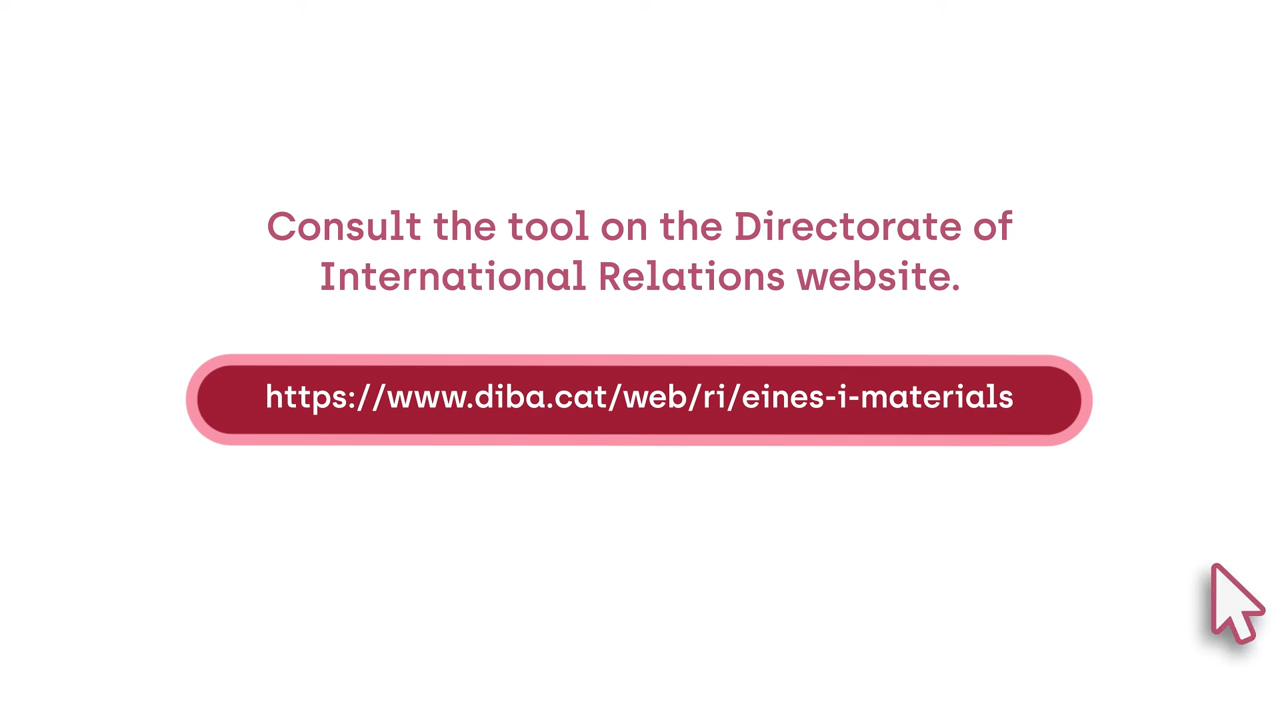 Consult the tool on the Directorate of
International Relations website.
https://www.diba.cat/web/ri/eines-i-materials